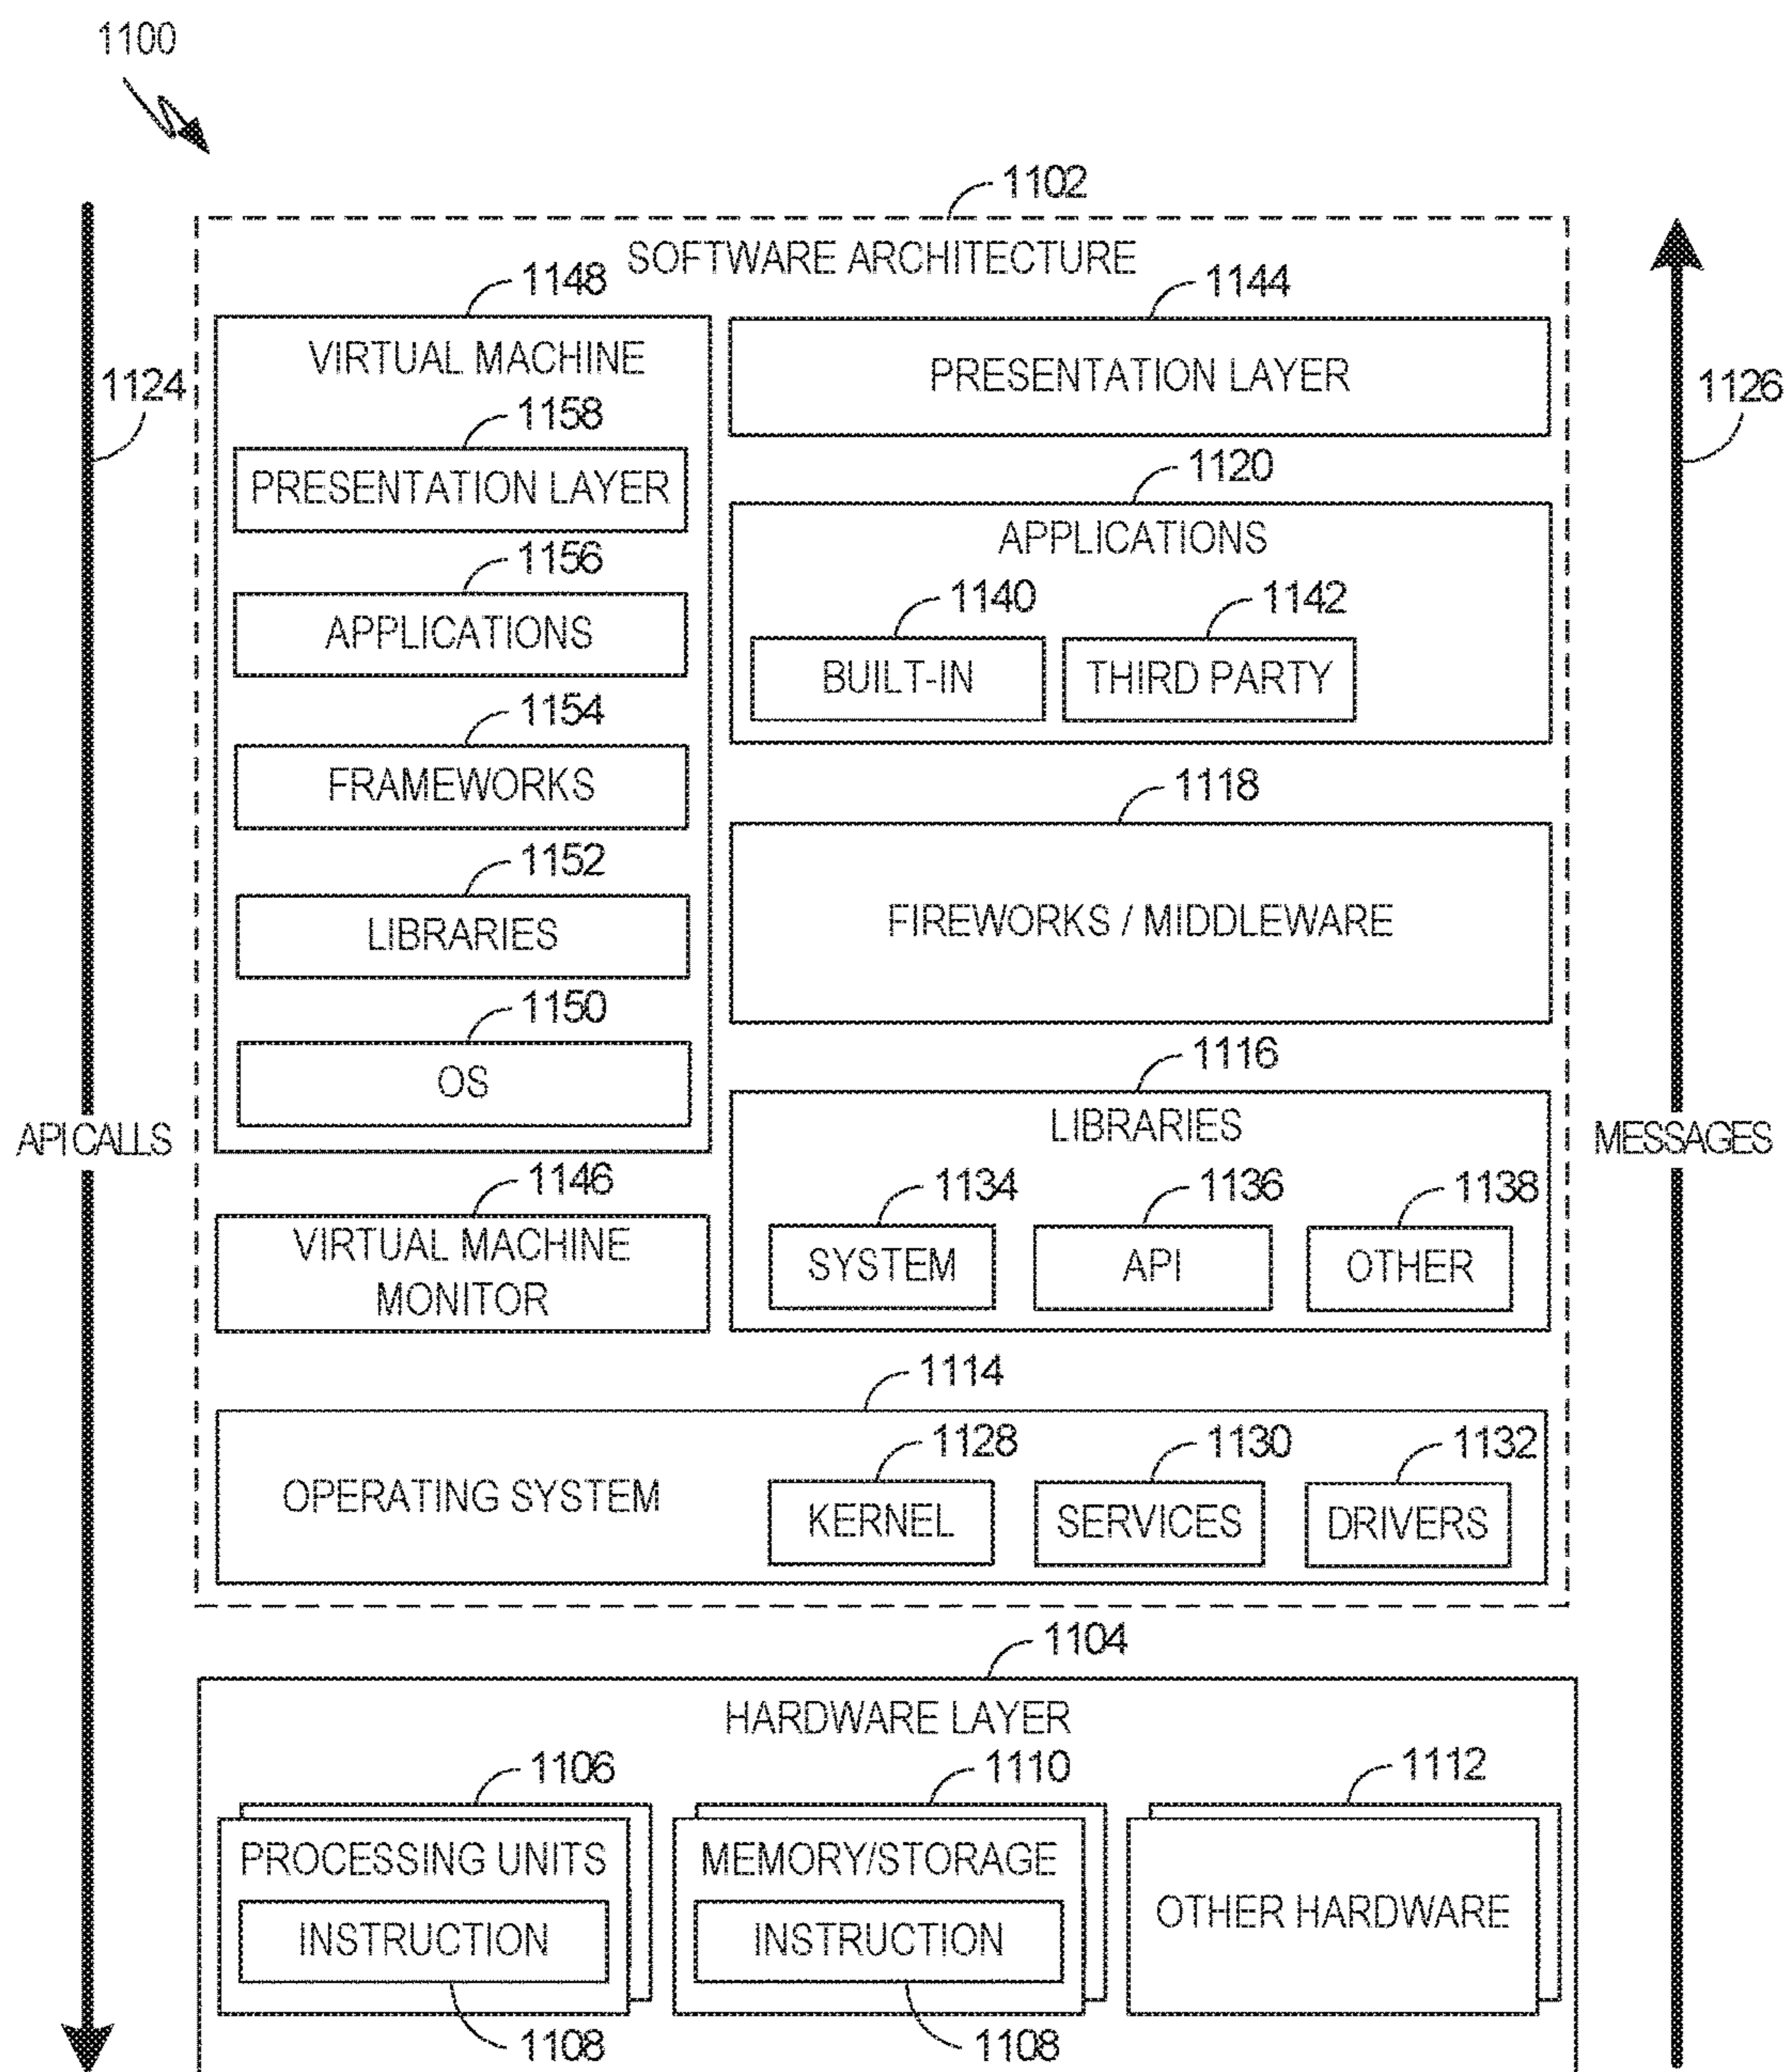 1100
1102
SOFTWARE ARCHITECTURE
1148
VIRTUAL MACHINE
1158
PRESENTATION LAYER
1156
APPLICATIONS
1154
FRAMEWORKS
1152
LIBRARIES
1150
OS
1146
VIRTUAL MACHINE
MONITOR
1144
PRESENTATION LAYER
1120
APPLICATIONS
1140
BUILT-IN
1142
THIRD PARTY
1118
FIREWORKS / MIDDLEWARE
1116
LIBRARIES
1134
SYSTEM
1136
API
1138
OTHER
1114
OPERATING SYSTEM
1128
KERNEL
1130
SERVICES
1132
DRIVERS
1124
API CALLS
1126
MESSAGES
1104
HARDWARE LAYER
1106
PROCESSING UNITS
INSTRUCTION
1108
1110
MEMORY/STORAGE
INSTRUCTION
1108
1112
OTHER HARDWARE